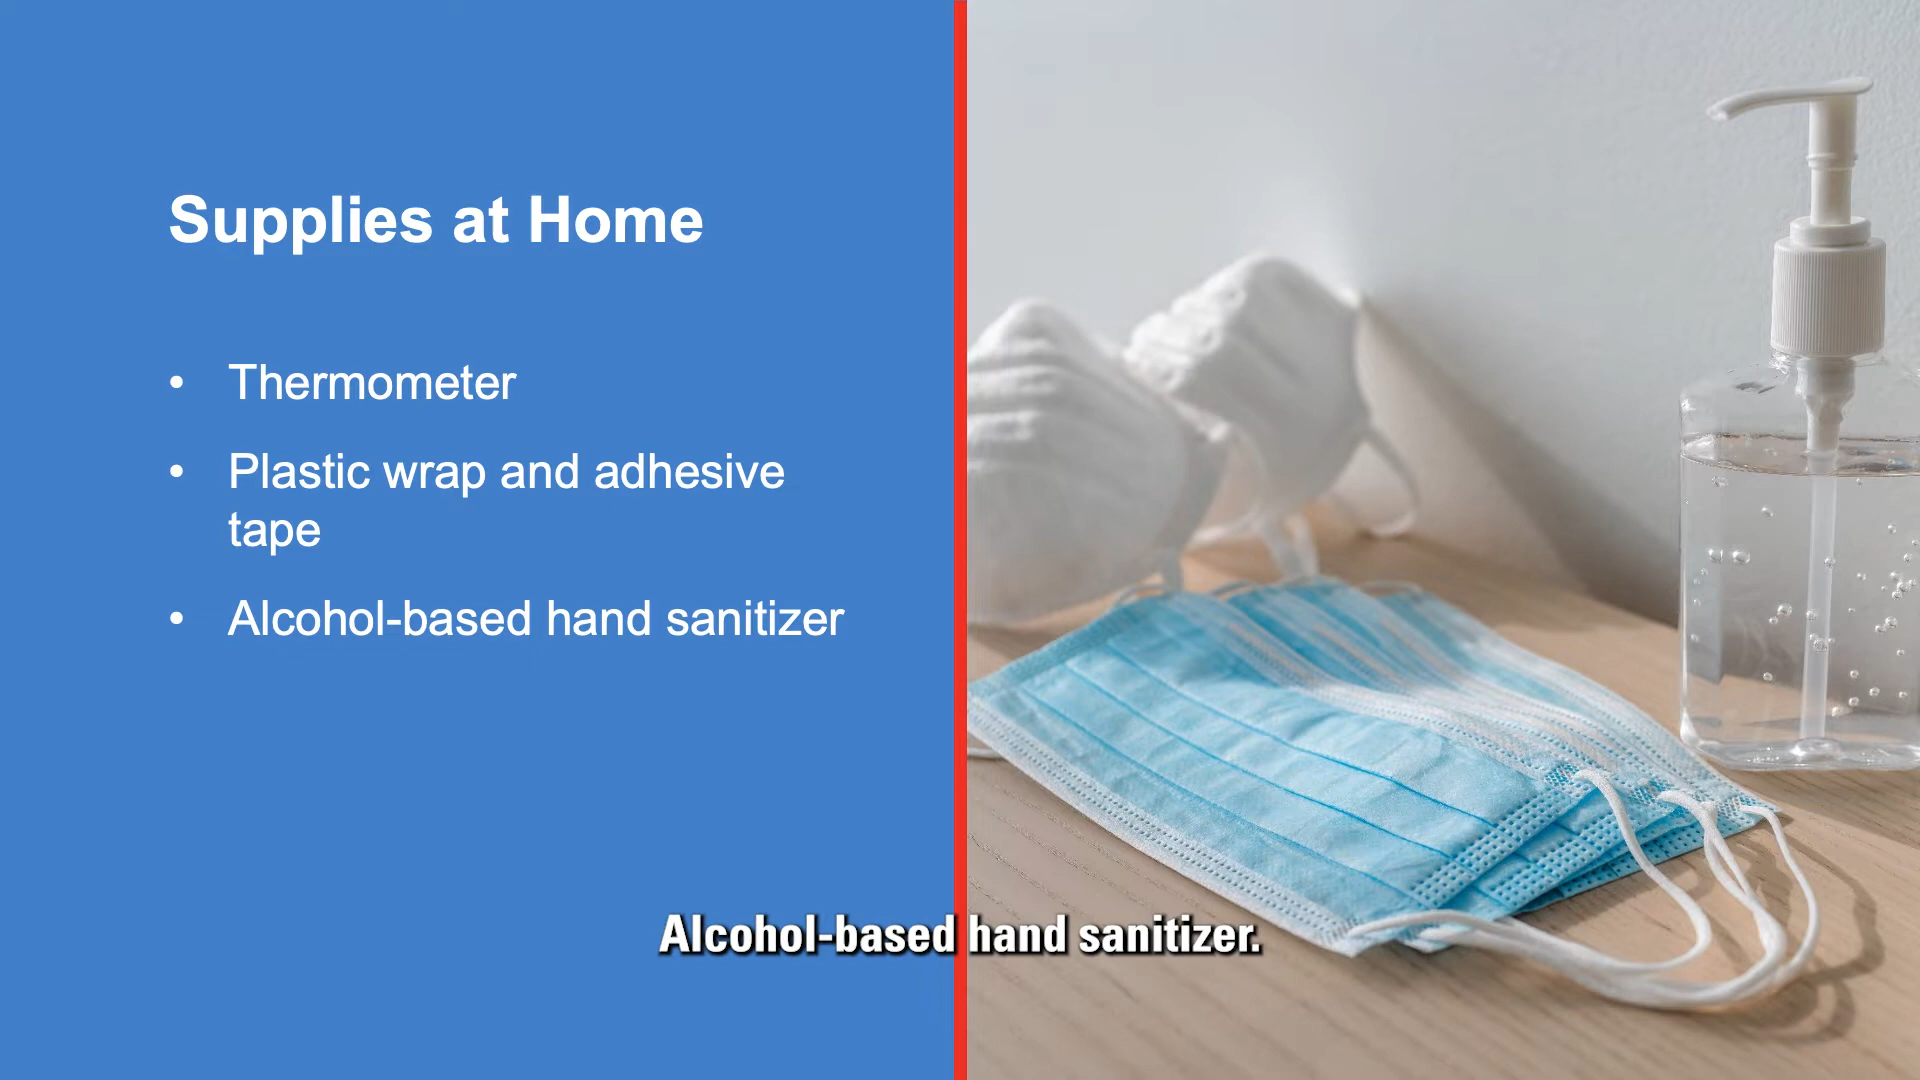 Supplies at Home
• Thermometer
• Plastic wrap and adhesive
tape
• Alcohol-based hand sanitizer
Alcohol-based hand sanitizer.